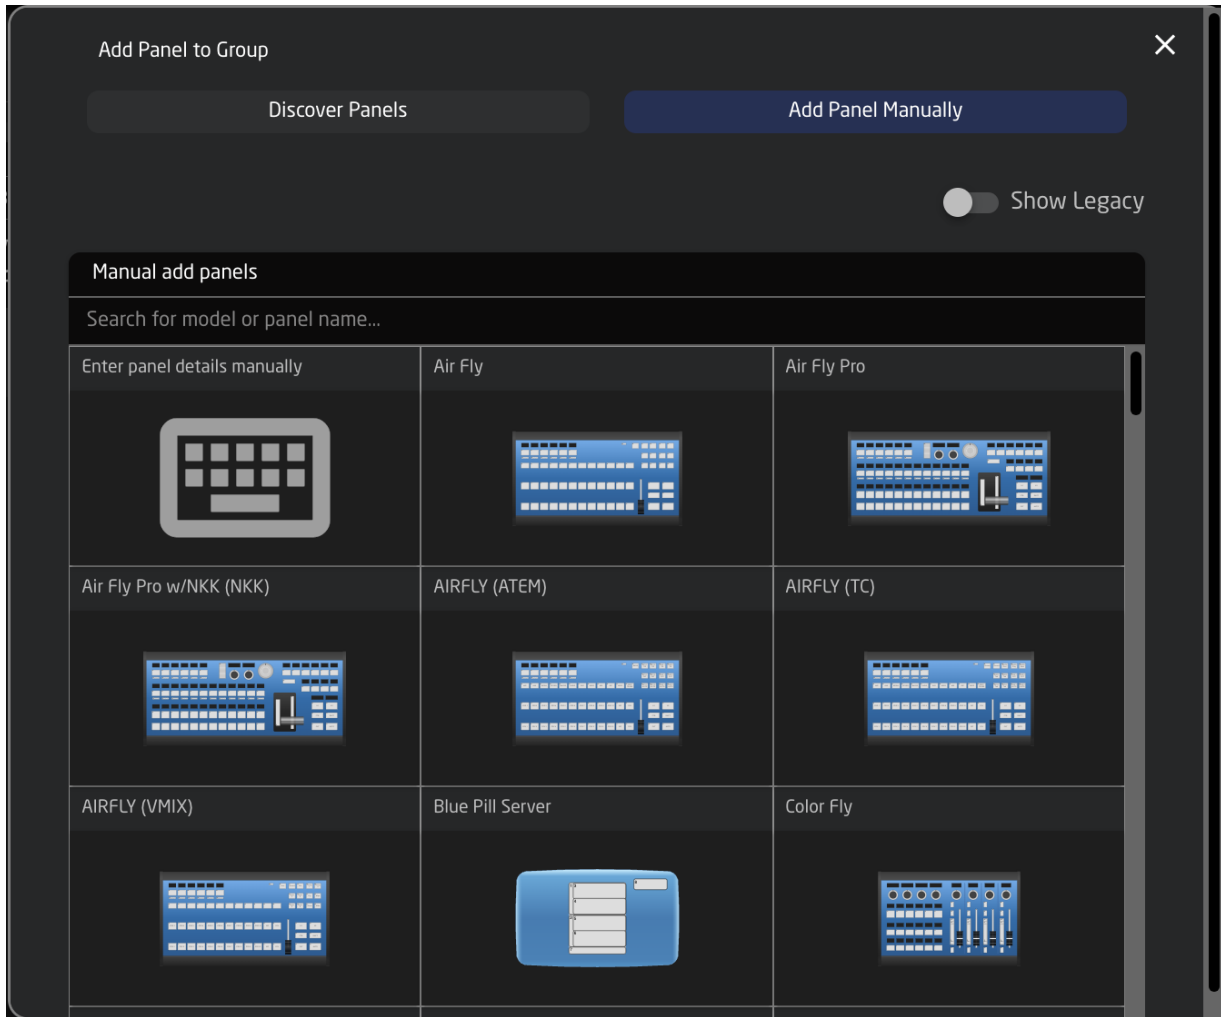 Add Panel to Group
Discover Panels
Add Panel Manually
Show Legacy
Manual add panels
Search for model or panel name...
Enter panel details manually
Air Fly
Air Fly Pro
Air Fly Pro w/NKK (NKK)
AIRFLY (ATEM)
AIRFLY (TC)
AIRFLY (VMIX)
Blue Pill Server
Color Fly